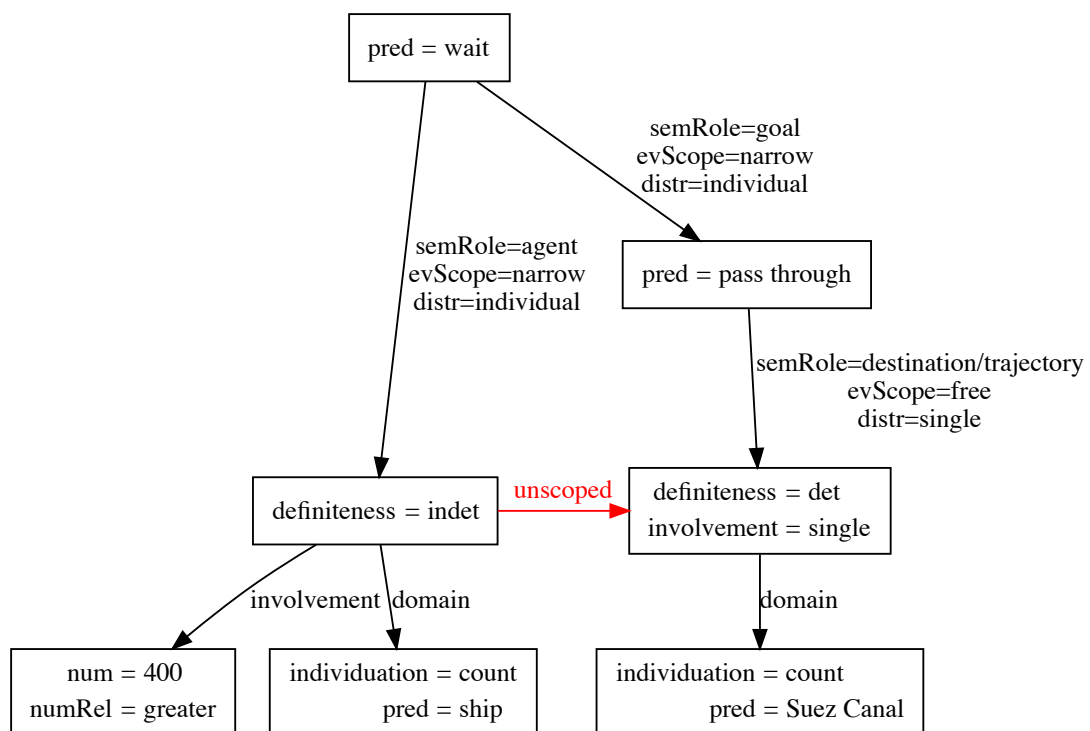 pred = wait
semRole=goal
evScope=narrow
distr=individual
semRole=agent
evScope=narrow
distr=individual
pred = pass through
semRole=destination/trajectory
evScope=free
distr=single
definiteness = indet
unscoped
definiteness = det
involvement = single
involvement
domain
domain
num = 400
numRel = greater
individuation = count
pred = ship
individuation = count
pred = Suez Canal